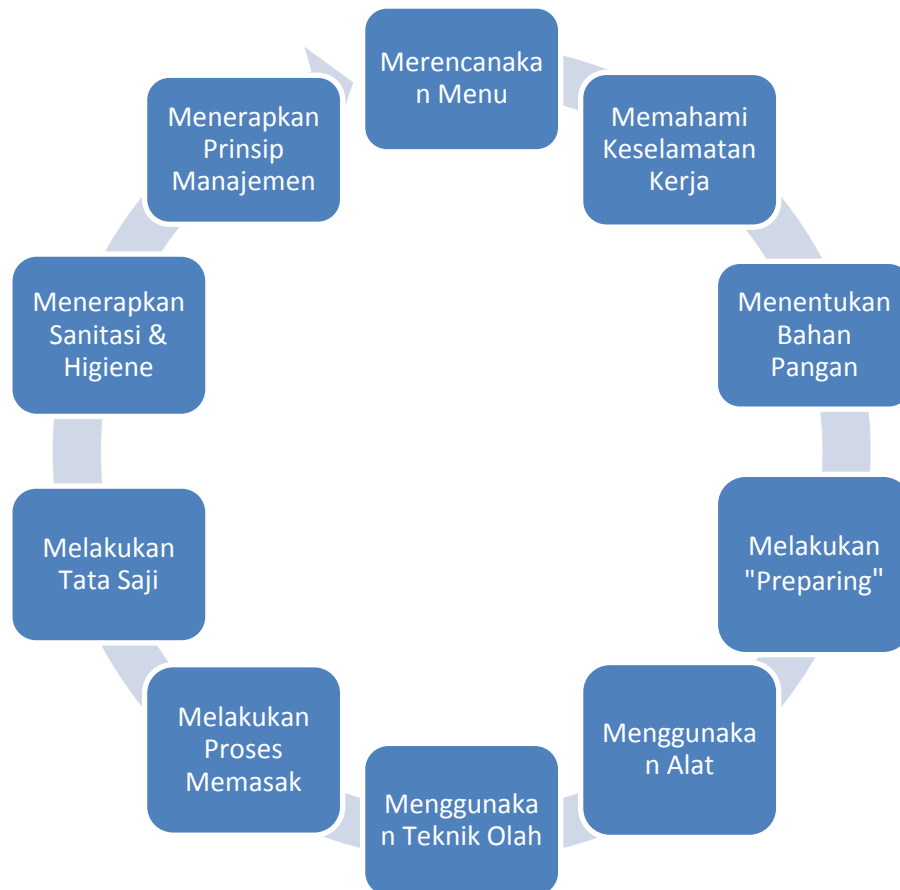 Merencanaka
n Menu
Memahami
Keselamatan
Kerja
Menentukan
Bahan
Pangan
Melakukan
"Preparing"
Menggunaka
n Alat
Menggunaka
n Teknik Olah
Melakukan
Proses
Memasak
Melakukan
Tata Saji
Menerapkan
Sanitasi &
Higiene
Menerapkan
Prinsip
Manajemen